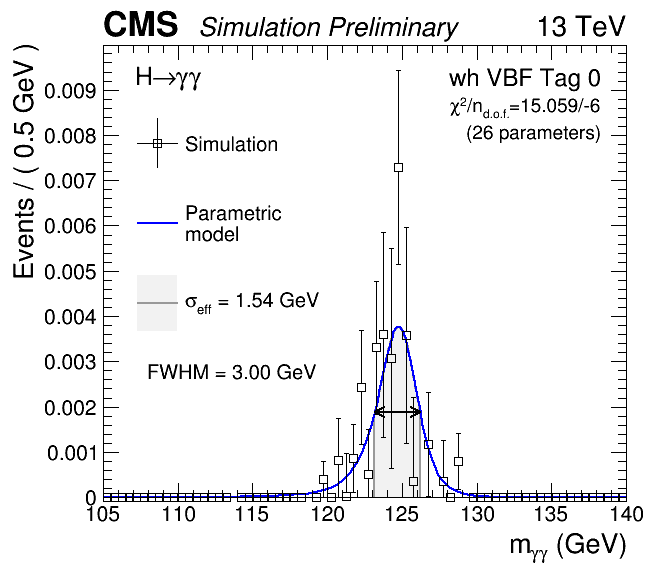 CMS Simulation Preliminary 13 TeV
H→γγ
wh VBF Tag 0
χ²/n_d.o.f.=15.059/-6
(26 parameters)
Simulation
Parametric
model
σ_eff = 1.54 GeV
FWHM = 3.00 GeV
Events / ( 0.5 GeV )
0.009
0.008
0.007
0.006
0.005
0.004
0.003
0.002
0.001
0
105 110 115 120 125 130 135 140
m_γγ (GeV)